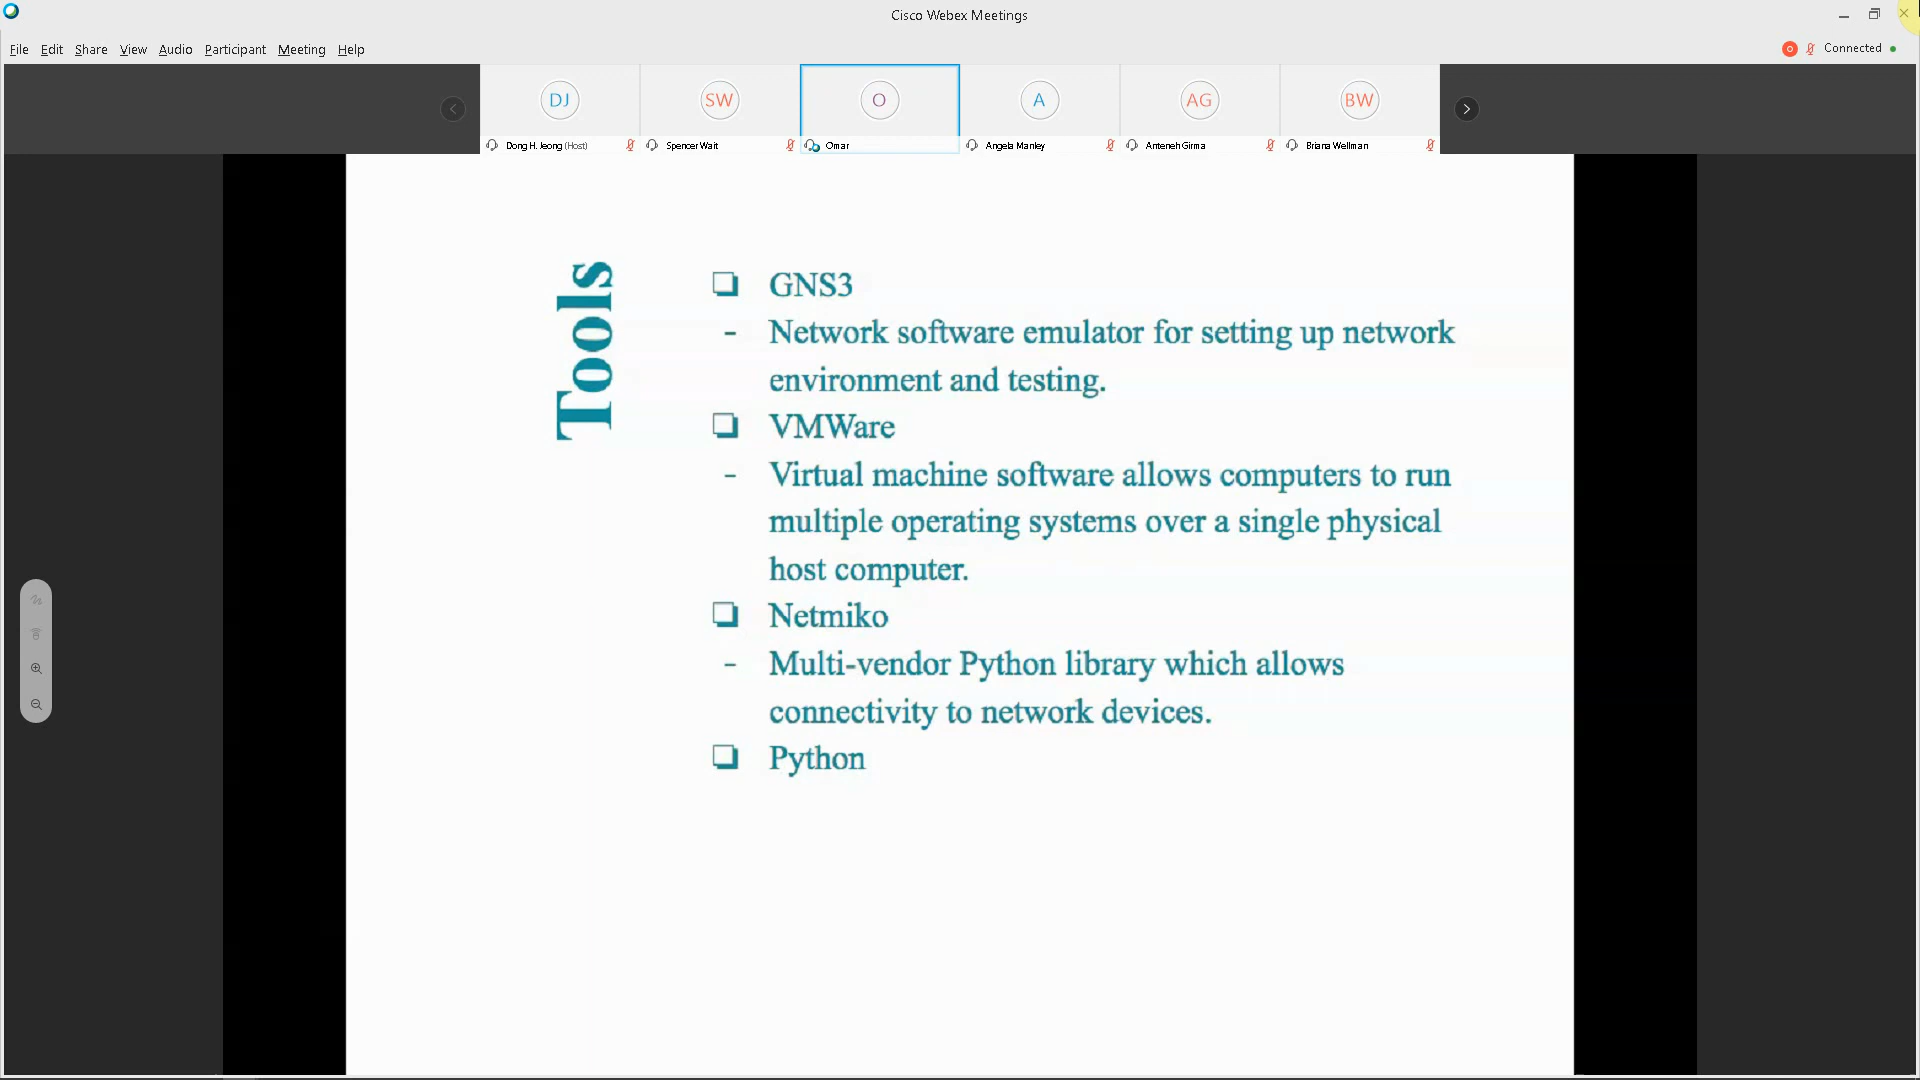 Cisco Webex Meetings
File Edit Share View Audio Participant Meeting Help
Connected
DJ SW O A AG BW
Dong H. Jeong (Host) Spencer Wait Omar Angela Manley Anteneh Girma Briana Wellman
Tools
GNS3
- Network software emulator for setting up network
environment and testing.
VMWare
- Virtual machine software allows computers to run
multiple operating systems over a single physical
host computer.
Netmiko
- Multi-vendor Python library which allows
connectivity to network devices.
Python